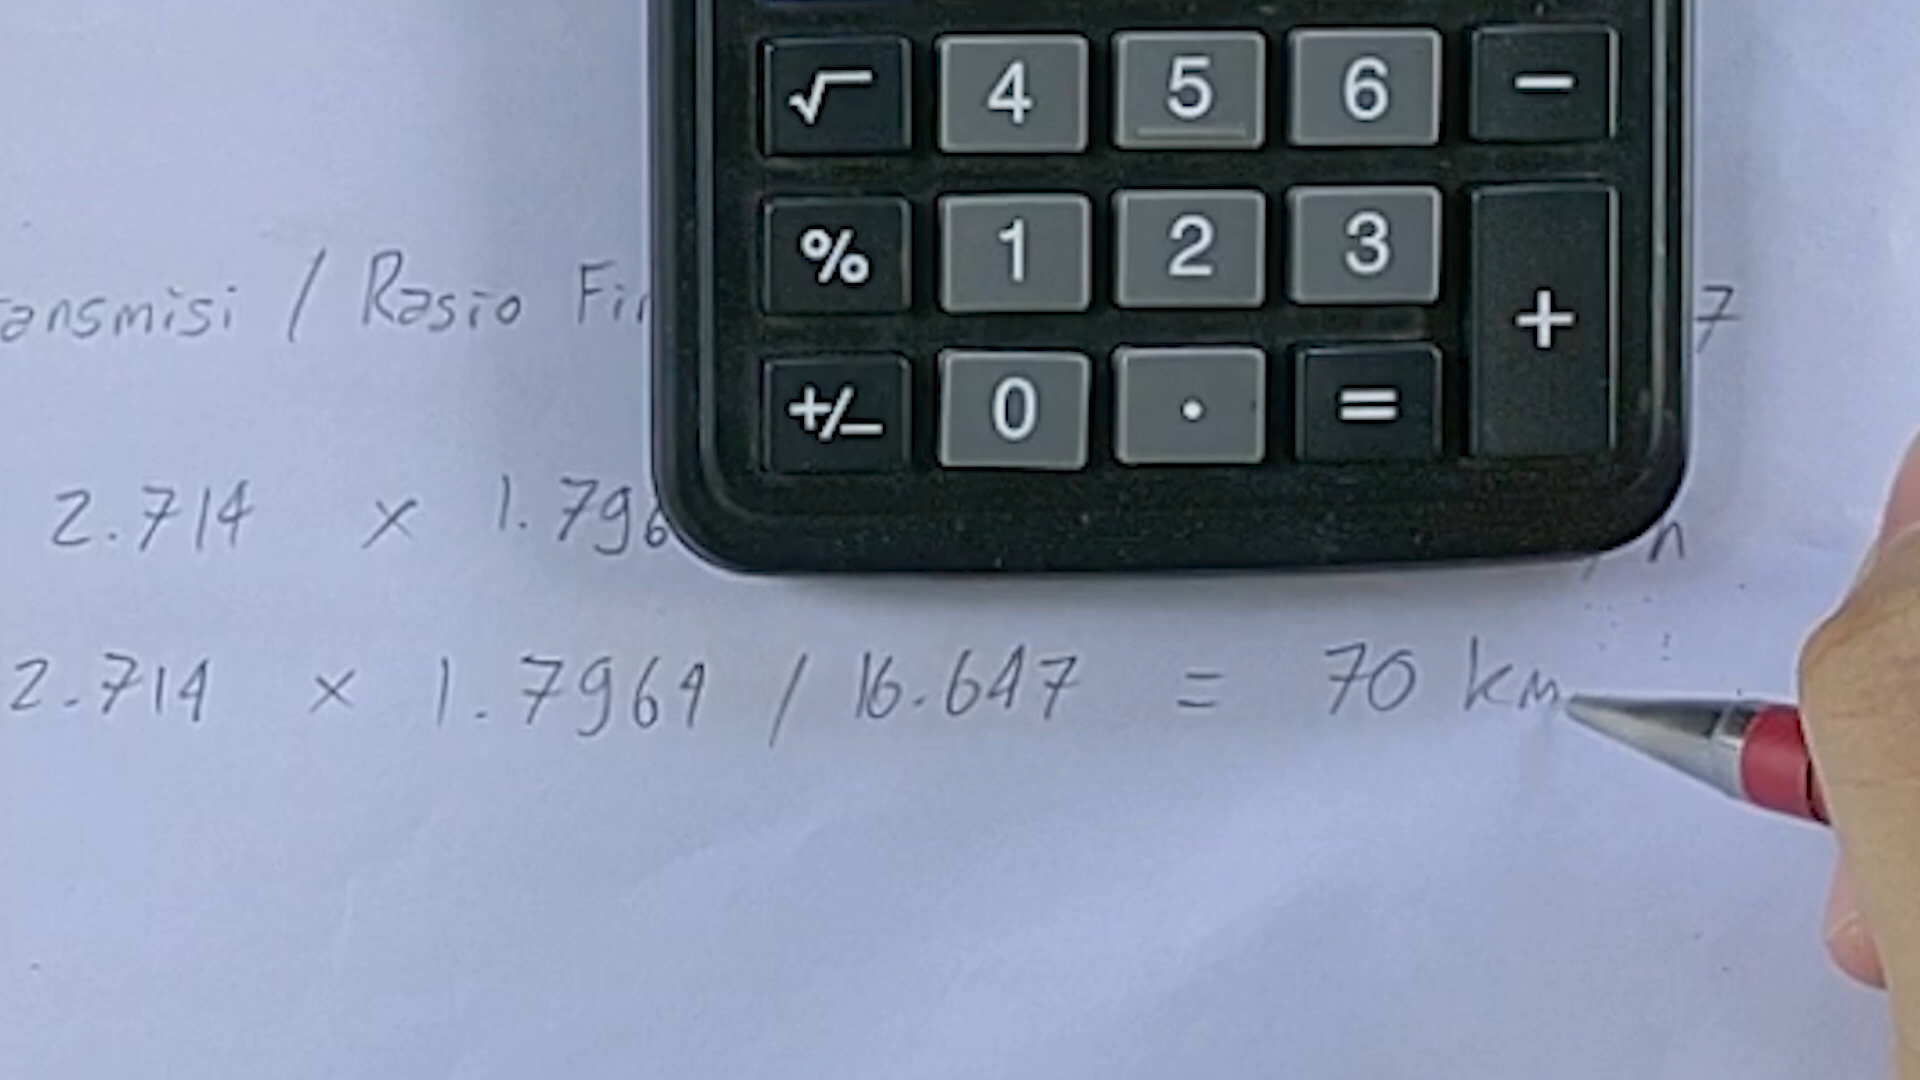 √ 4 5 6 −
% 1 2 3 +
+/− 0 . =
ansmisi / Rasio Fi 7
2.714 x 1.796 n
2.714 x 1.7964 / 16.647 = 70 km